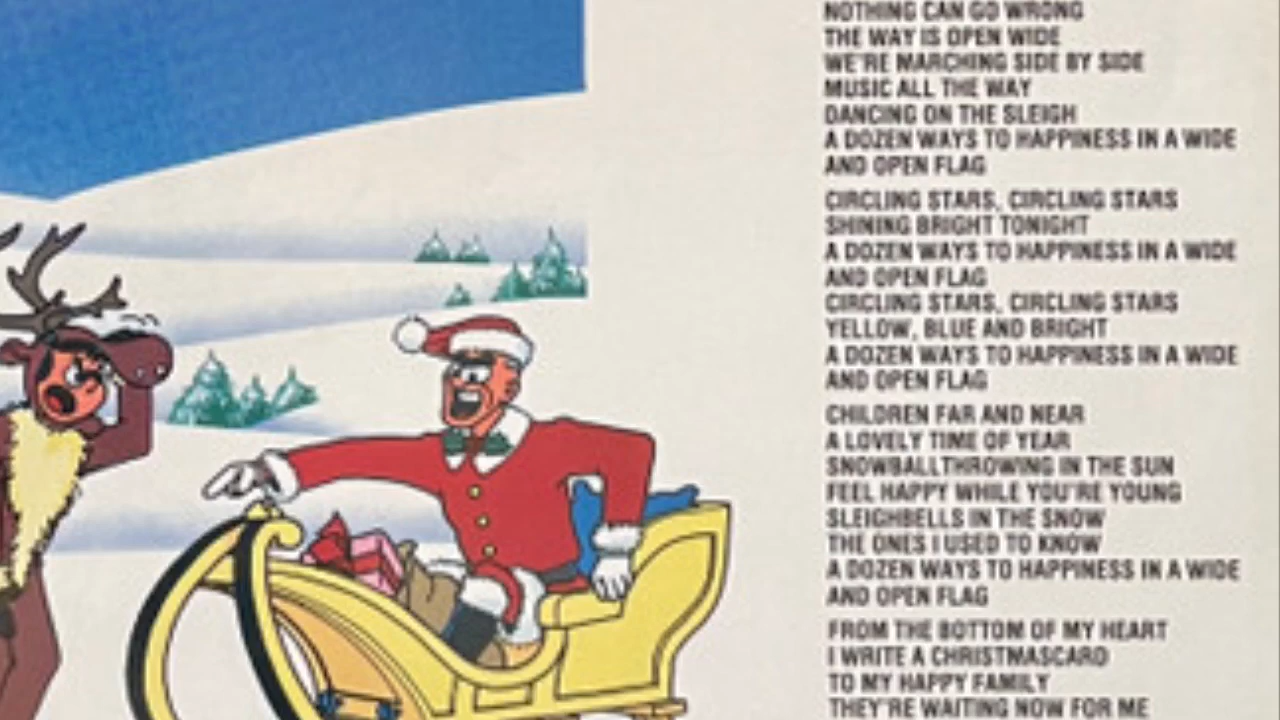 NOTHING CAN GO WRONG
THE WAY IS OPEN WIDE
WE'RE MARCHING SIDE BY SIDE
MUSIC ALL THE WAY
DANCING ON THE SLEIGH
A DOZEN WAYS TO HAPPINESS IN A WIDE
AND OPEN FLAG
CIRCLING STARS, CIRCLING STARS
SHINING BRIGHT TONIGHT
A DOZEN WAYS TO HAPPINESS IN A WIDE
AND OPEN FLAG
CIRCLING STARS, CIRCLING STARS
YELLOW, BLUE AND BRIGHT
A DOZEN WAYS TO HAPPINESS IN A WIDE
AND OPEN FLAG
CHILDREN FAR AND NEAR
A LOVELY TIME OF YEAR
SNOWBALLTHROWING IN THE SUN
FEEL HAPPY WHILE YOU'RE YOUNG
SLEIGHBELLS IN THE SNOW
THE ONES I USED TO KNOW
A DOZEN WAYS TO HAPPINESS IN A WIDE
AND OPEN FLAG
FROM THE BOTTOM OF MY HEART
I WRITE A CHRISTMASCARD
TO MY HAPPY FAMILY
THEY'RE WAITING NOW FOR ME